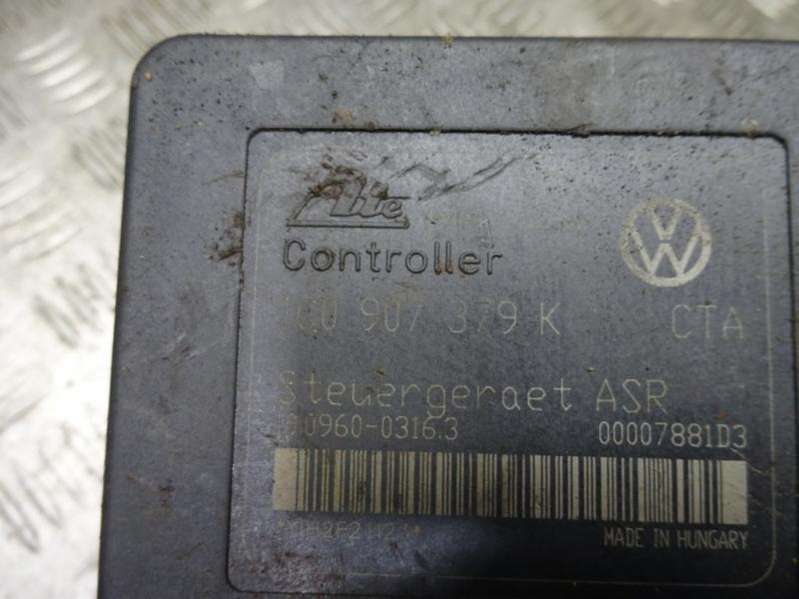 Ate
Controller
907 379 K CTA
Steuergeraet ASR
0960-0316.3 00007881D3
MADE IN HUNGARY